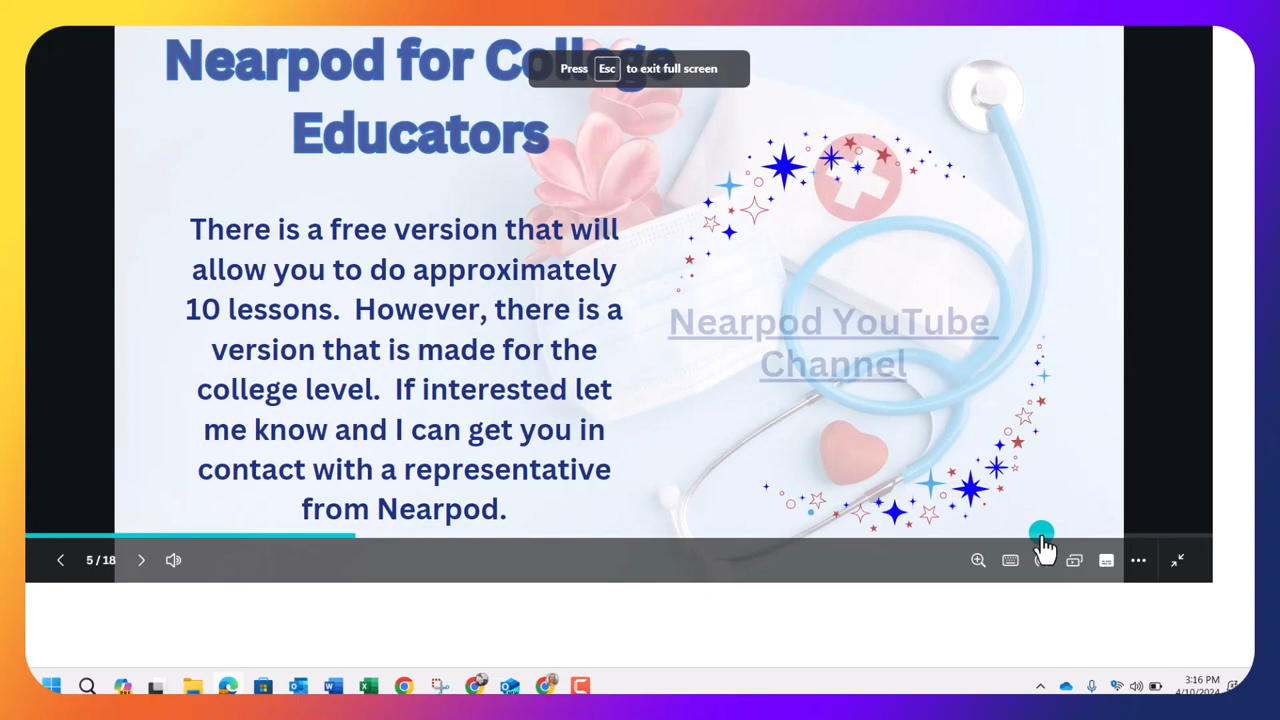 Nearpod for College
Educators
Press Esc to exit full screen
There is a free version that will
allow you to do approximately
10 lessons.  However, there is a
version that is made for the
college level.  If interested let
me know and I can get you in
contact with a representative
from Nearpod.
Nearpod YouTube
Channel
5 / 18
3:16 PM
4/10/2024